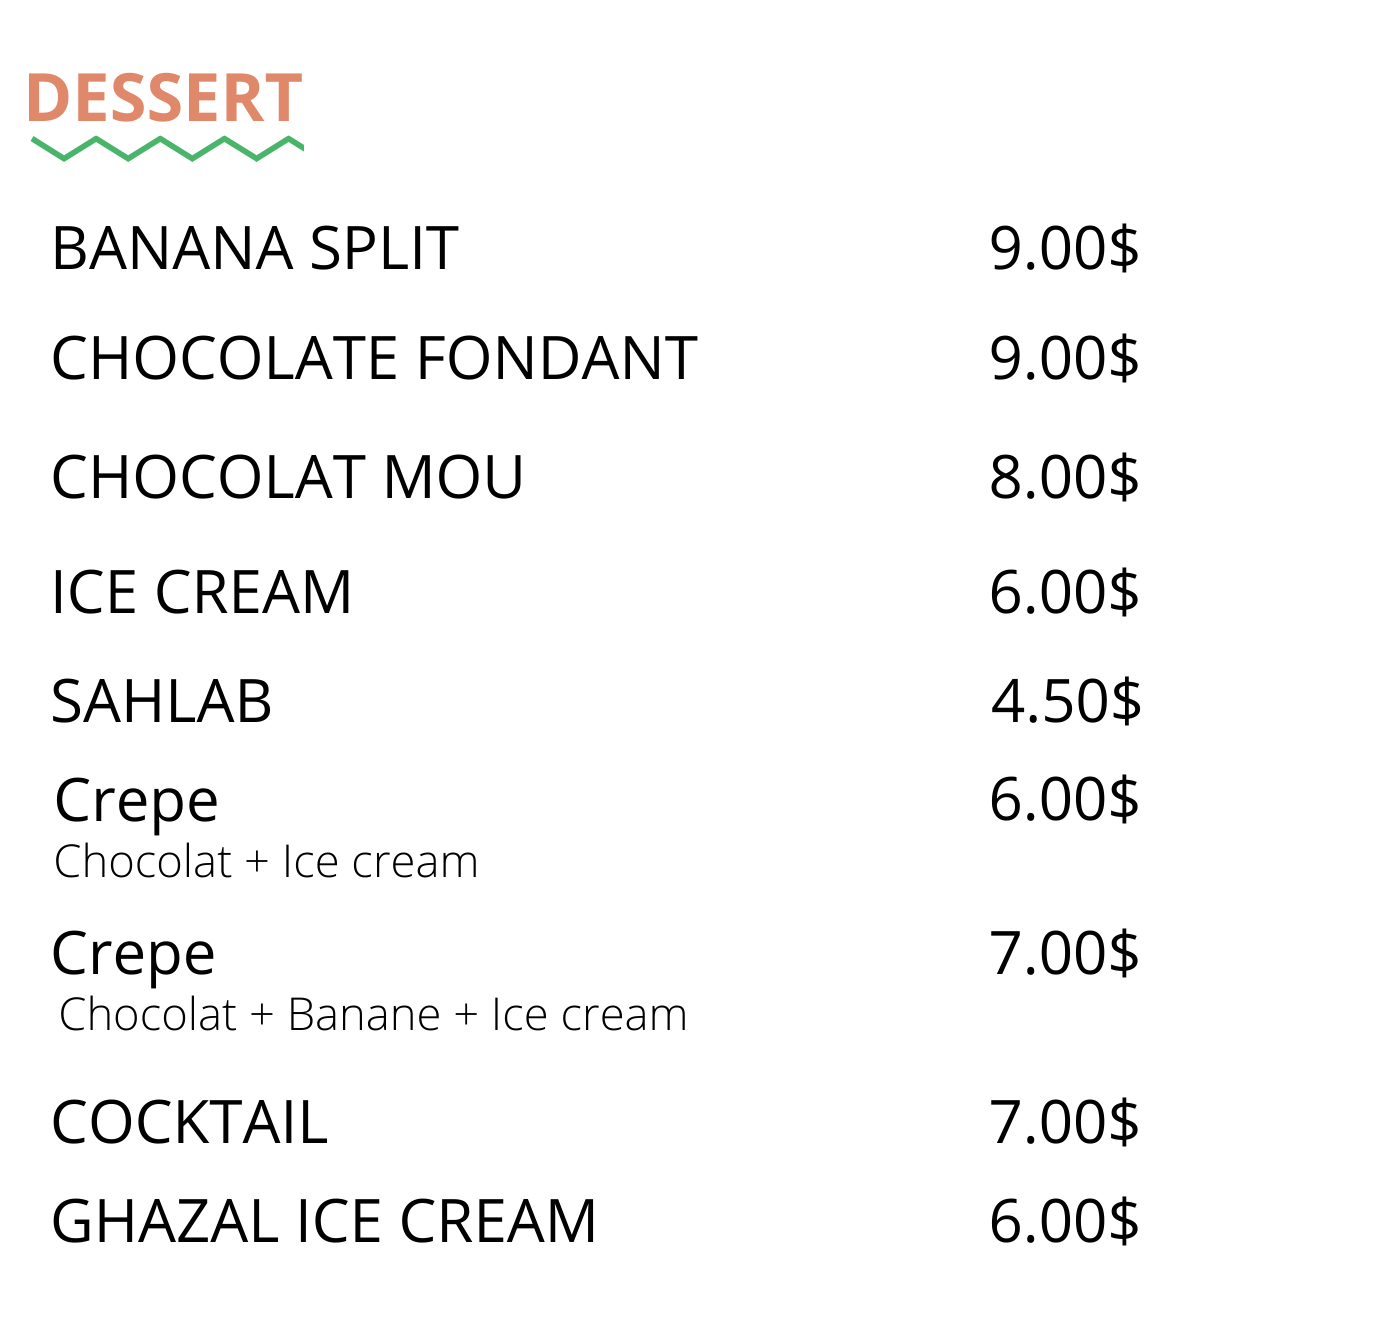 DESSERT
BANANA SPLIT 9.00$
CHOCOLATE FONDANT 9.00$
CHOCOLAT MOU 8.00$
ICE CREAM 6.00$
SAHLAB 4.50$
Crepe 6.00$
Chocolat + Ice cream
Crepe 7.00$
Chocolat + Banane + Ice cream
COCKTAIL 7.00$
GHAZAL ICE CREAM 6.00$